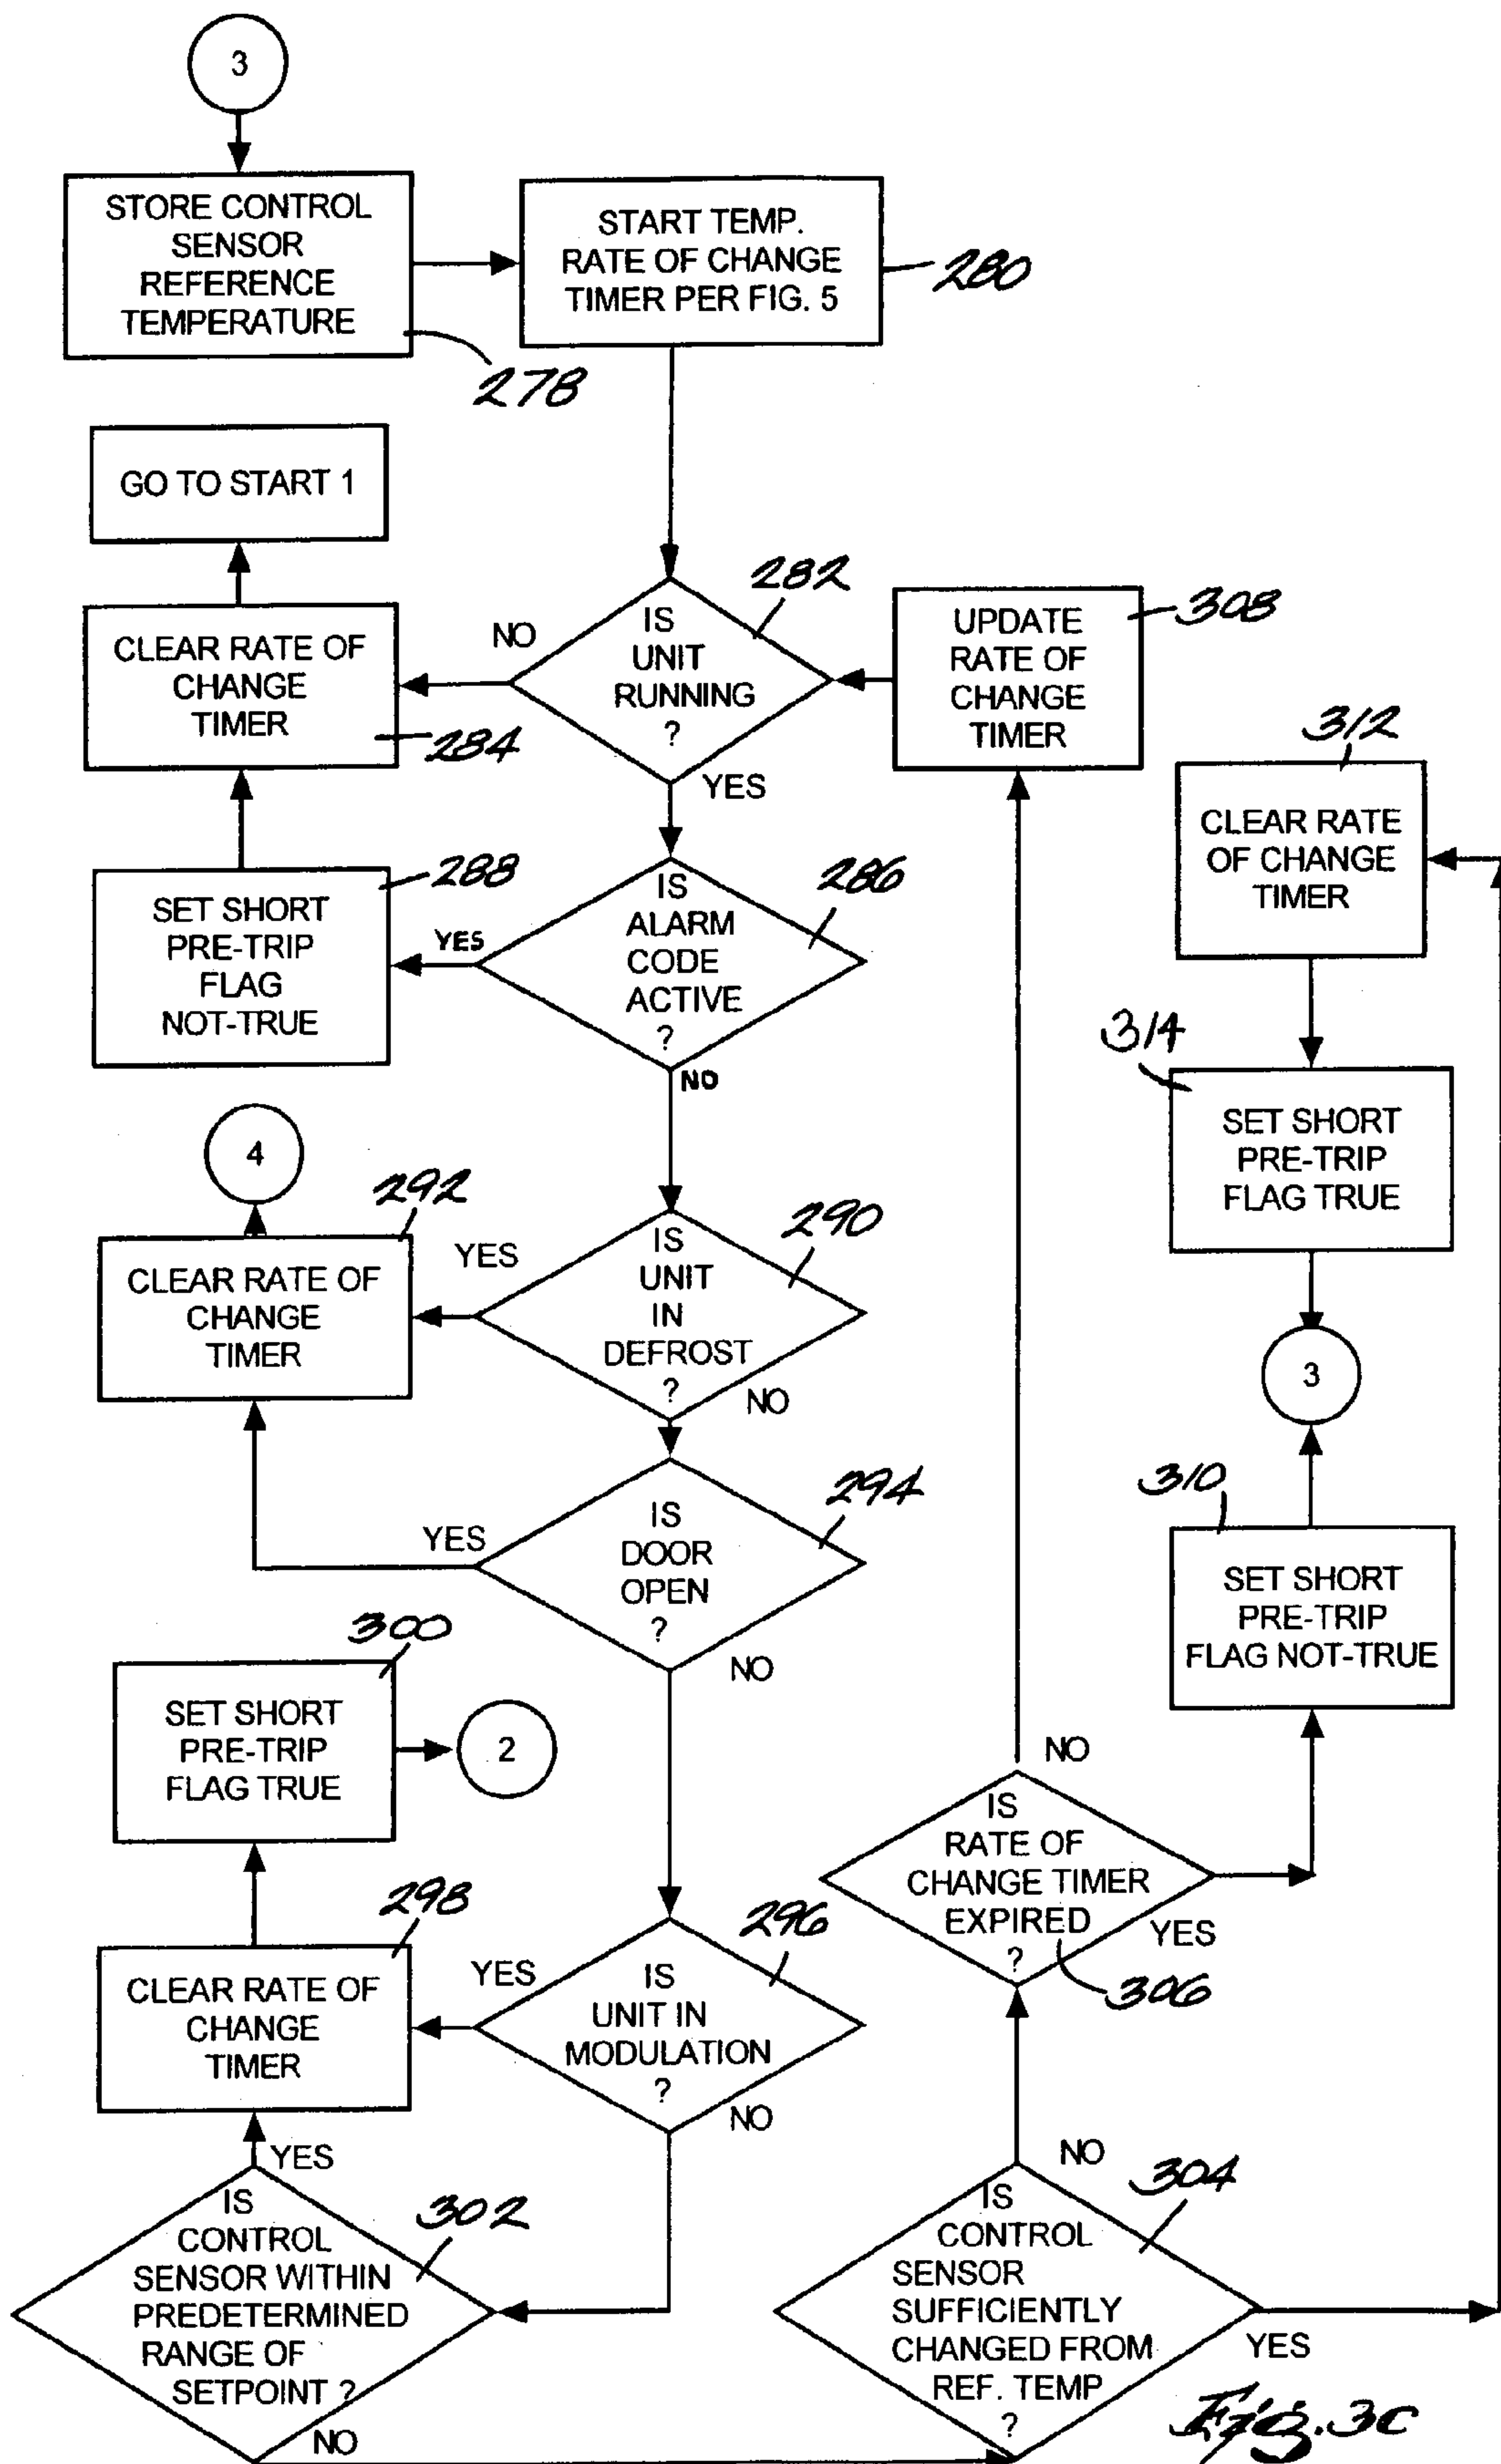 3
STORE CONTROL
SENSOR
REFERENCE
TEMPERATURE
278
START TEMP.
RATE OF CHANGE
TIMER PER FIG. 5
280
GO TO START 1
CLEAR RATE OF
CHANGE
TIMER
284
NO
IS
UNIT
RUNNING
?
282
YES
UPDATE
RATE OF
CHANGE
TIMER
308
312
CLEAR RATE
OF CHANGE
TIMER
288
SET SHORT
PRE-TRIP
FLAG
NOT-TRUE
YES
IS
ALARM
CODE
ACTIVE
?
286
NO
314
SET SHORT
PRE-TRIP
FLAG TRUE
4
292
CLEAR RATE OF
CHANGE
TIMER
YES
IS
UNIT
IN
DEFROST
?
290
NO
3
YES
IS
DOOR
OPEN
?
294
NO
310
SET SHORT
PRE-TRIP
FLAG NOT-TRUE
300
SET SHORT
PRE-TRIP
FLAG TRUE
2
NO
IS
RATE OF
CHANGE TIMER
EXPIRED
?
306
YES
298
CLEAR RATE OF
CHANGE
TIMER
YES
IS
UNIT IN
MODULATION
?
296
NO
YES
IS
CONTROL
SENSOR WITHIN
PREDETERMINED
RANGE OF
SETPOINT ?
302
NO
NO
IS
CONTROL
SENSOR
SUFFICIENTLY
CHANGED FROM
REF. TEMP
?
304
YES
Fig. 3C